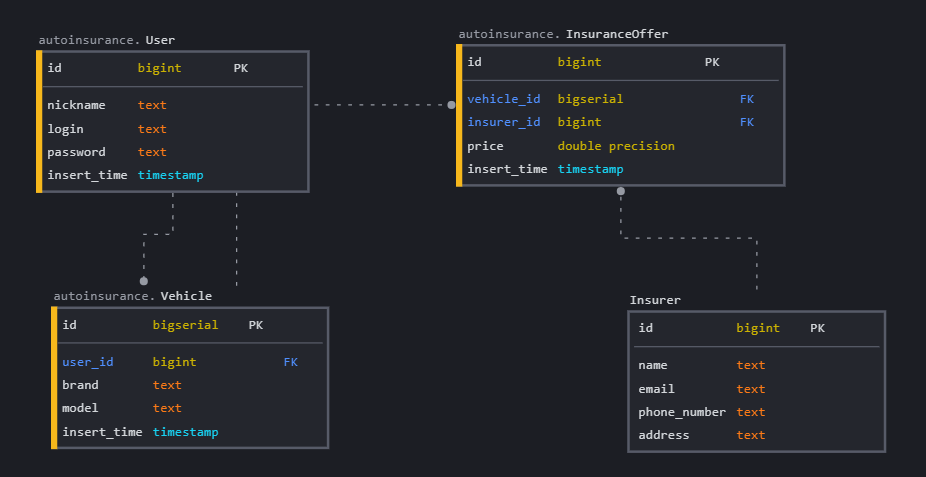 autoinsurance. User
id bigint PK
nickname text
login text
password text
insert_time timestamp
autoinsurance. InsuranceOffer
id bigint PK
vehicle_id bigserial FK
insurer_id bigint FK
price double precision
insert_time timestamp
autoinsurance. Vehicle
id bigserial PK
user_id bigint FK
brand text
model text
insert_time timestamp
Insurer
id bigint PK
name text
email text
phone_number text
address text